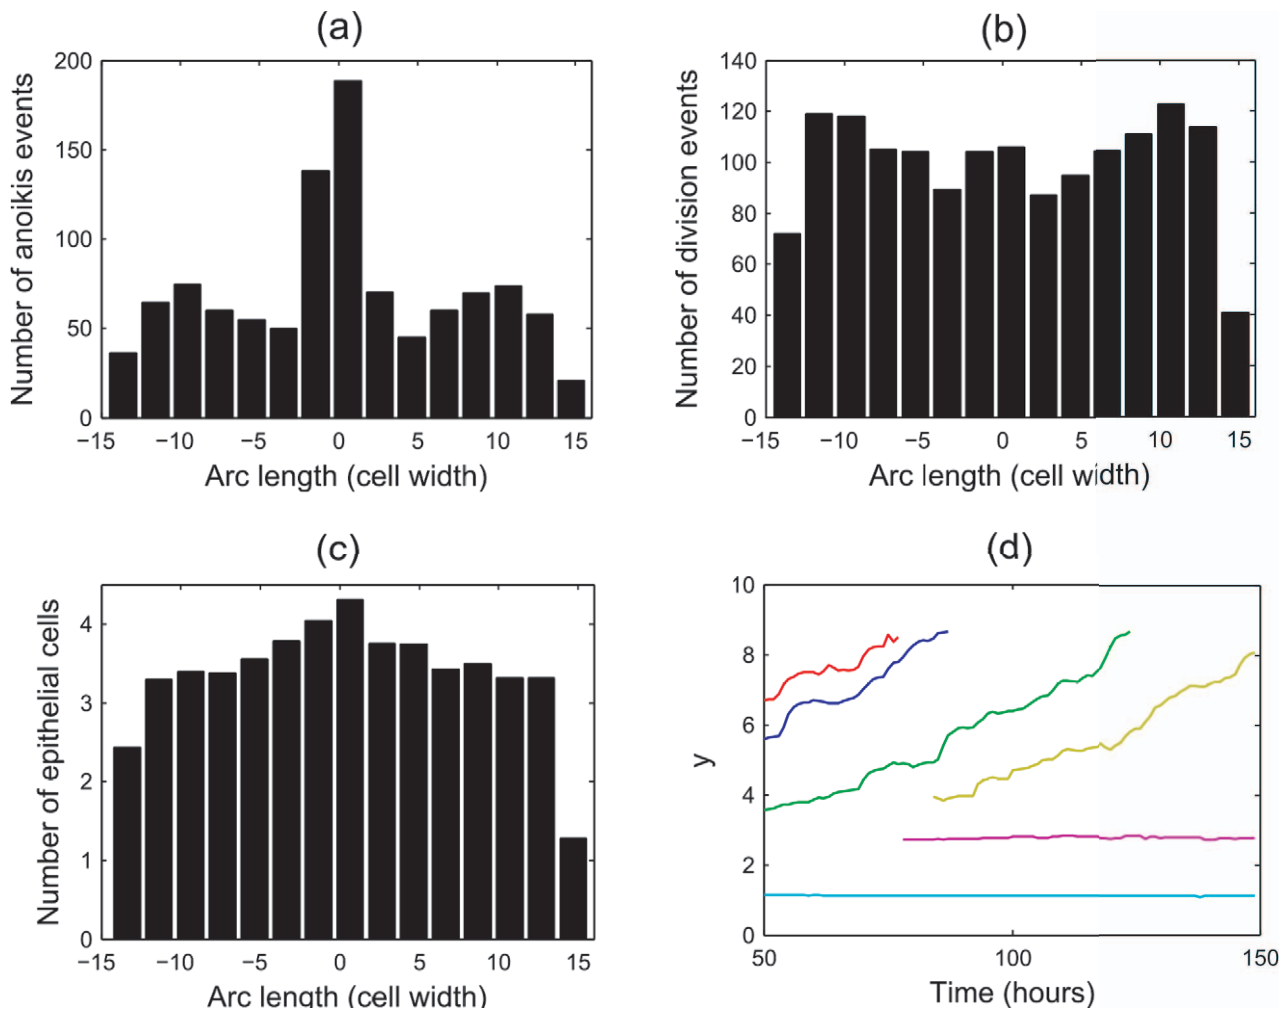 (a)
200
150
100
50
0
−15 −10 −5 0 5 10 15
Number of anoikis events
Arc length (cell width)
(b)
140
120
100
80
60
40
20
0
−15 −10 −5 0 5 10 15
Number of division events
Arc length (cell width)
(c)
4
3
2
1
0
−15 −10 −5 0 5 10 15
Number of epithelial cells
Arc length (cell width)
(d)
10
8
6
4
2
0
50 100 150
y
Time (hours)